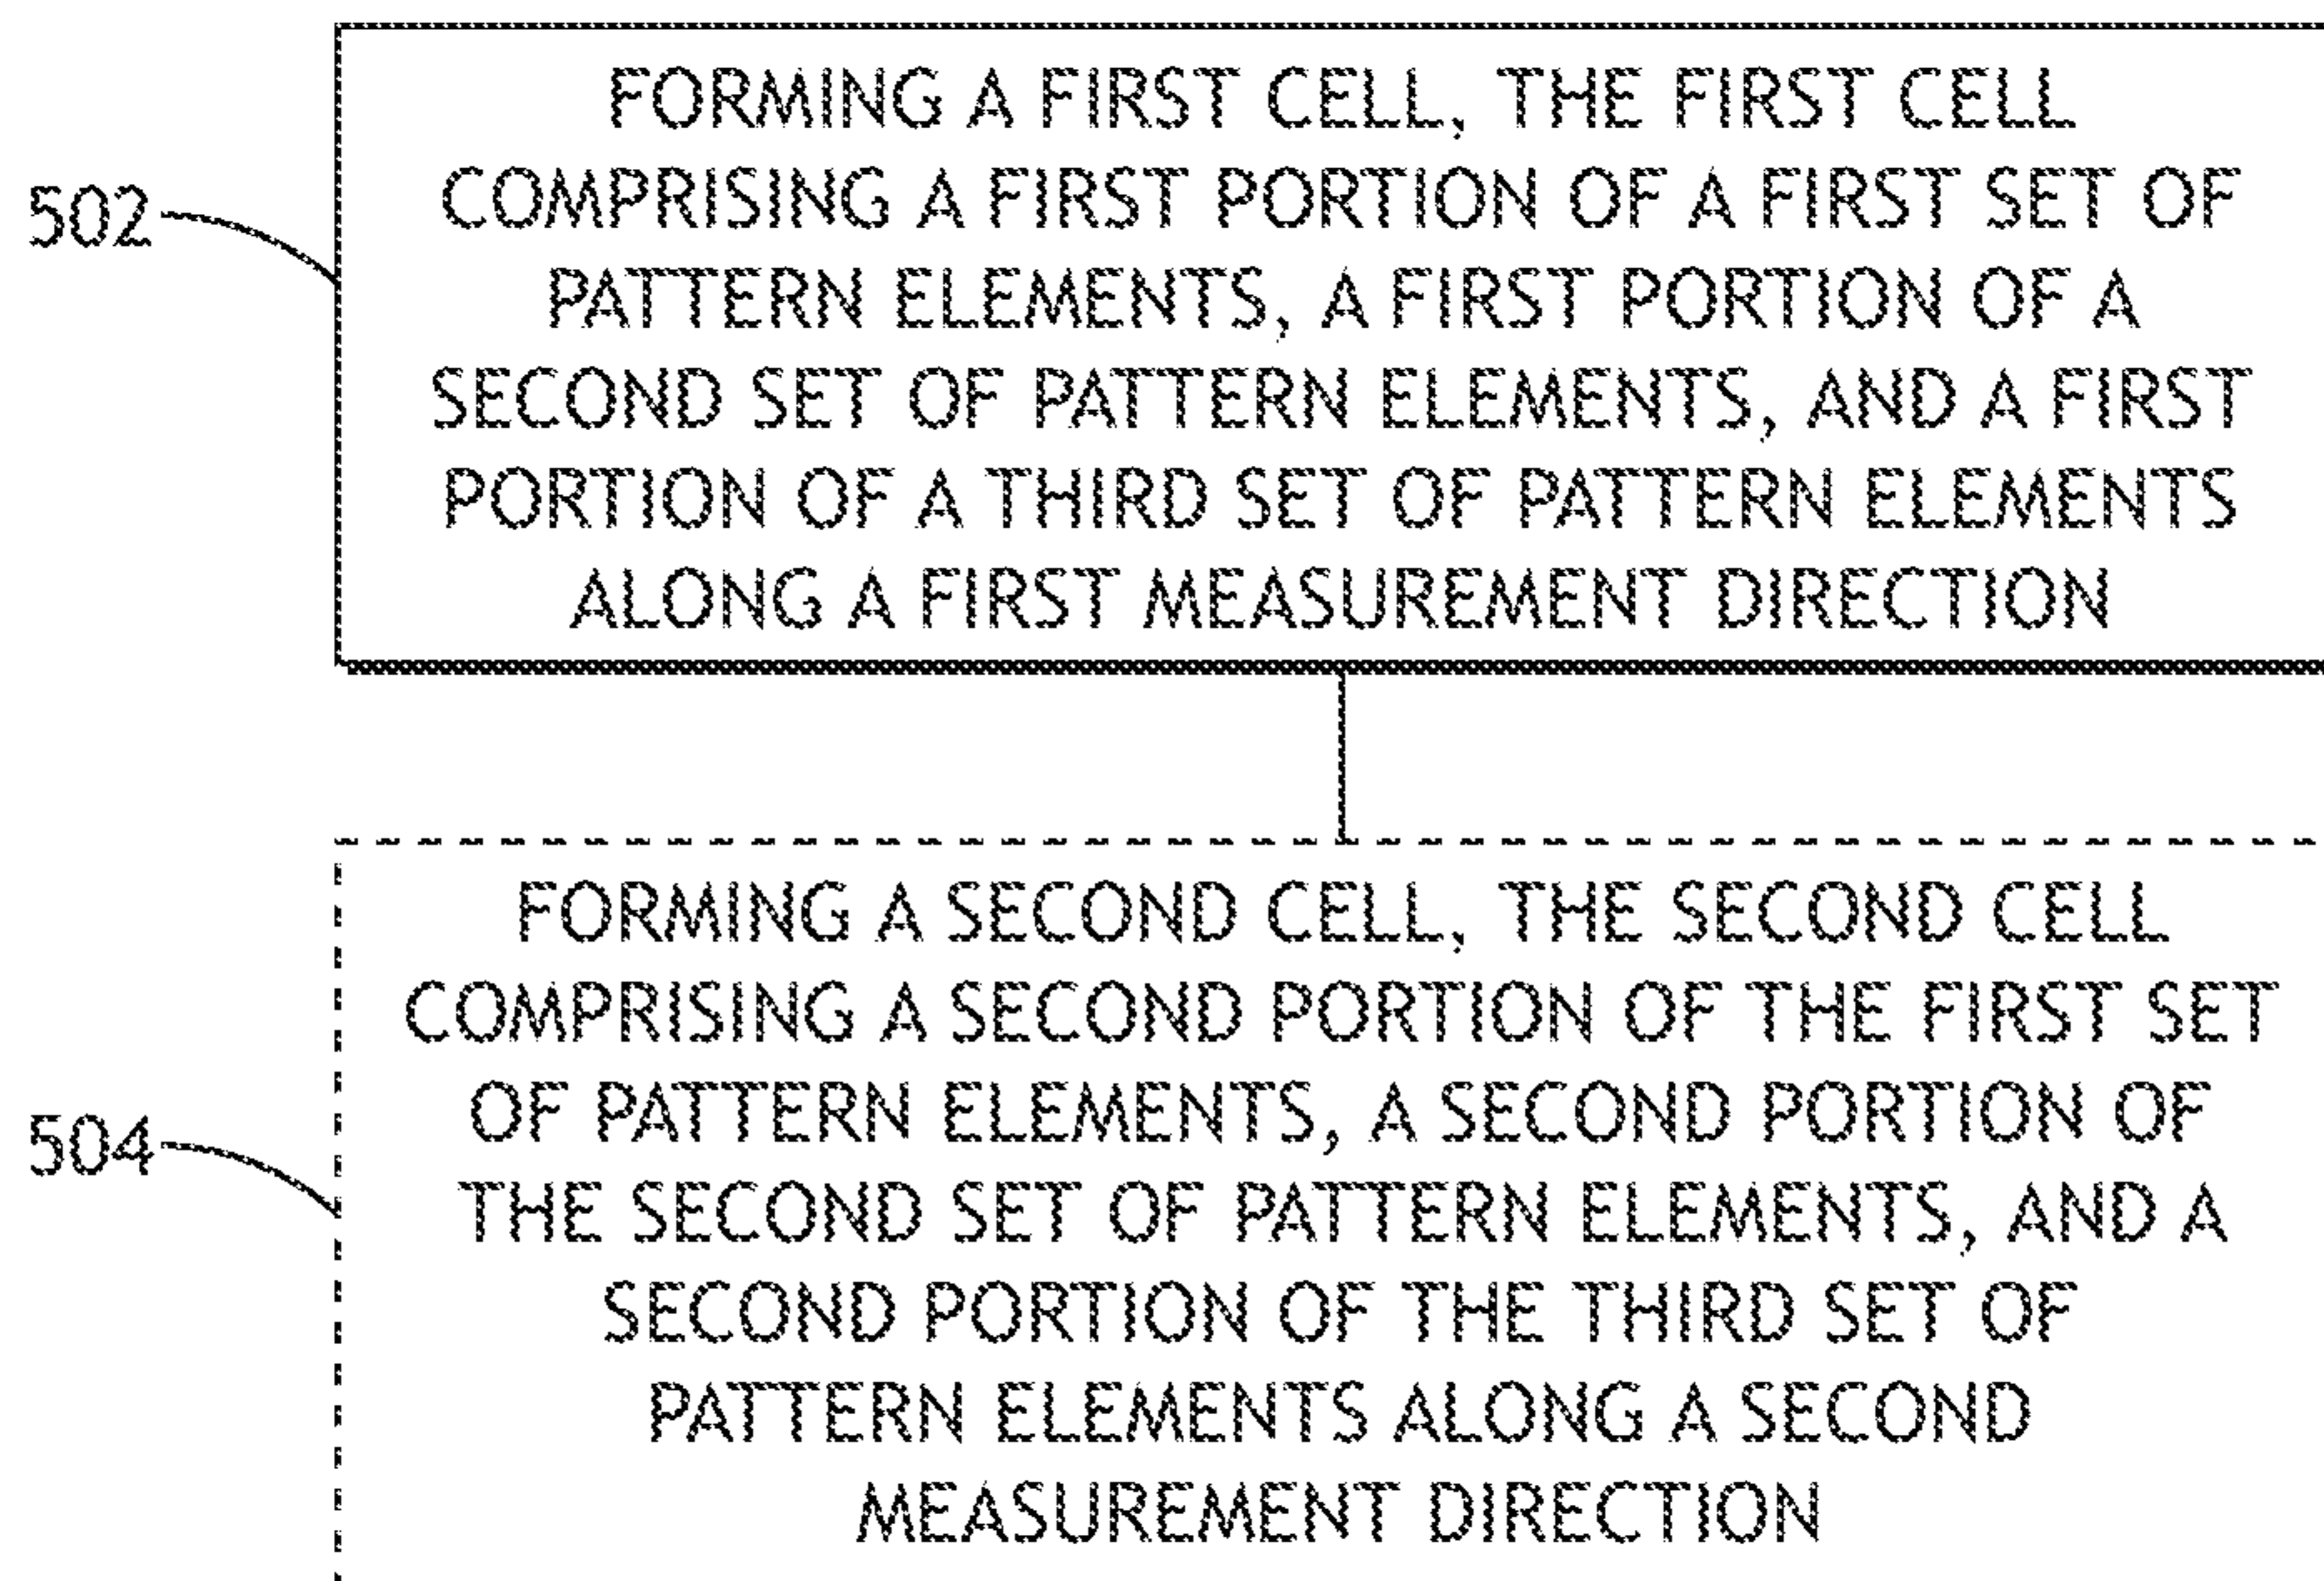 502
FORMING A FIRST CELL, THE FIRST CELL
COMPRISING A FIRST PORTION OF A FIRST SET OF
PATTERN ELEMENTS, A FIRST PORTION OF A
SECOND SET OF PATTERN ELEMENTS, AND A FIRST
PORTION OF A THIRD SET OF PATTERN ELEMENTS
ALONG A FIRST MEASUREMENT DIRECTION
504
FORMING A SECOND CELL, THE SECOND CELL
COMPRISING A SECOND PORTION OF THE FIRST SET
OF PATTERN ELEMENTS, A SECOND PORTION OF
THE SECOND SET OF PATTERN ELEMENTS, AND A
SECOND PORTION OF THE THIRD SET OF
PATTERN ELEMENTS ALONG A SECOND
MEASUREMENT DIRECTION